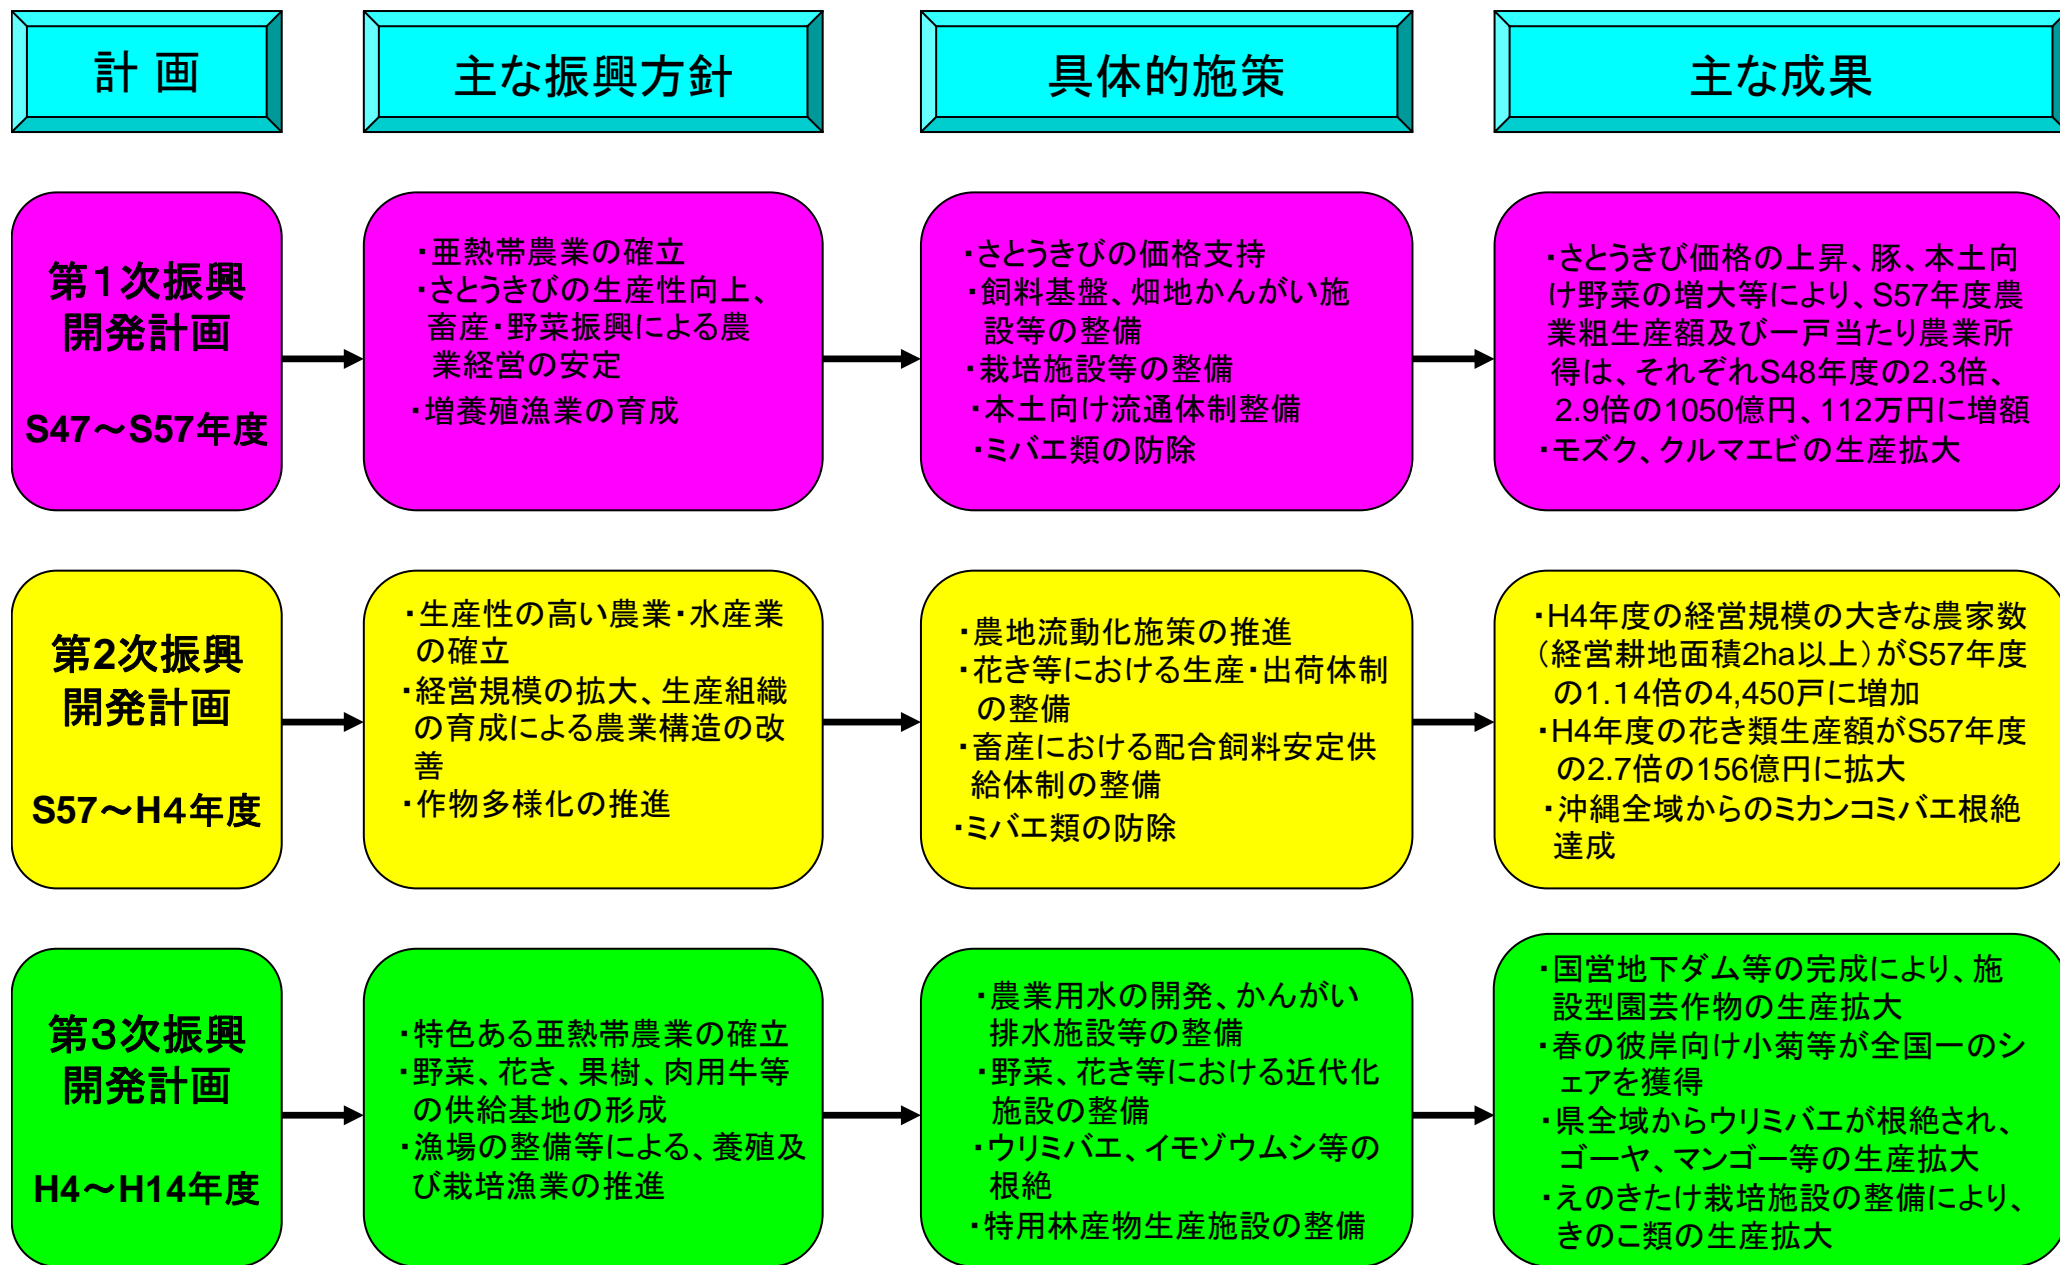 計 画
主な振興方針
具体的施策
主な成果
第１次振興
開発計画
S47～S57年度
・亜熱帯農業の確立
・さとうきびの生産性向上、
畜産・野菜振興による農
業経営の安定
・増養殖漁業の育成
・さとうきびの価格支持
・飼料基盤、畑地かんがい施
設等の整備
・栽培施設等の整備
・本土向け流通体制整備
・ミバエ類の防除
・さとうきび価格の上昇、豚、本土向
け野菜の増大等により、S57年度農
業粗生産額及び一戸当たり農業所
得は、それぞれS48年度の2.3倍、
2.9倍の1050億円、112万円に増額
・モズク、クルマエビの生産拡大
第2次振興
開発計画
S57～H４年度
・生産性の高い農業・水産業
の確立
・経営規模の拡大、生産組織
の育成による農業構造の改
善
・作物多様化の推進
・農地流動化施策の推進
・花き等における生産・出荷体制
の整備
・畜産における配合飼料安定供
給体制の整備
・ミバエ類の防除
・H4年度の経営規模の大きな農家数
（経営耕地面積2ha以上）がS57年度
の1.14倍の4,450戸に増加
・H4年度の花き類生産額がS57年度
の2.7倍の156億円に拡大
・沖縄全域からのミカンコミバエ根絶
達成
第３次振興
開発計画
H4～H14年度
・特色ある亜熱帯農業の確立
・野菜、花き、果樹、肉用牛等
の供給基地の形成
・漁場の整備等による、養殖及
び栽培漁業の推進
・農業用水の開発、かんがい
排水施設等の整備
・野菜、花き等における近代化
施設の整備
・ウリミバエ、イモゾウムシ等の
根絶
・特用林産物生産施設の整備
・国営地下ダム等の完成により、施
設型園芸作物の生産拡大
・春の彼岸向け小菊等が全国一のシ
ェアを獲得
・県全域からウリミバエが根絶され、
ゴーヤ、マンゴー等の生産拡大
・えのきたけ栽培施設の整備により、
きのこ類の生産拡大